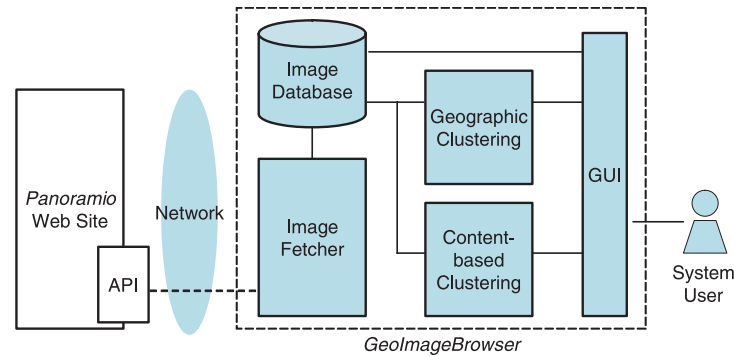 Panoramio
Web Site
API
Network
Image
Database
Image
Fetcher
Geographic
Clustering
Content-
based
Clustering
GUI
System
User
GeoImageBrowser